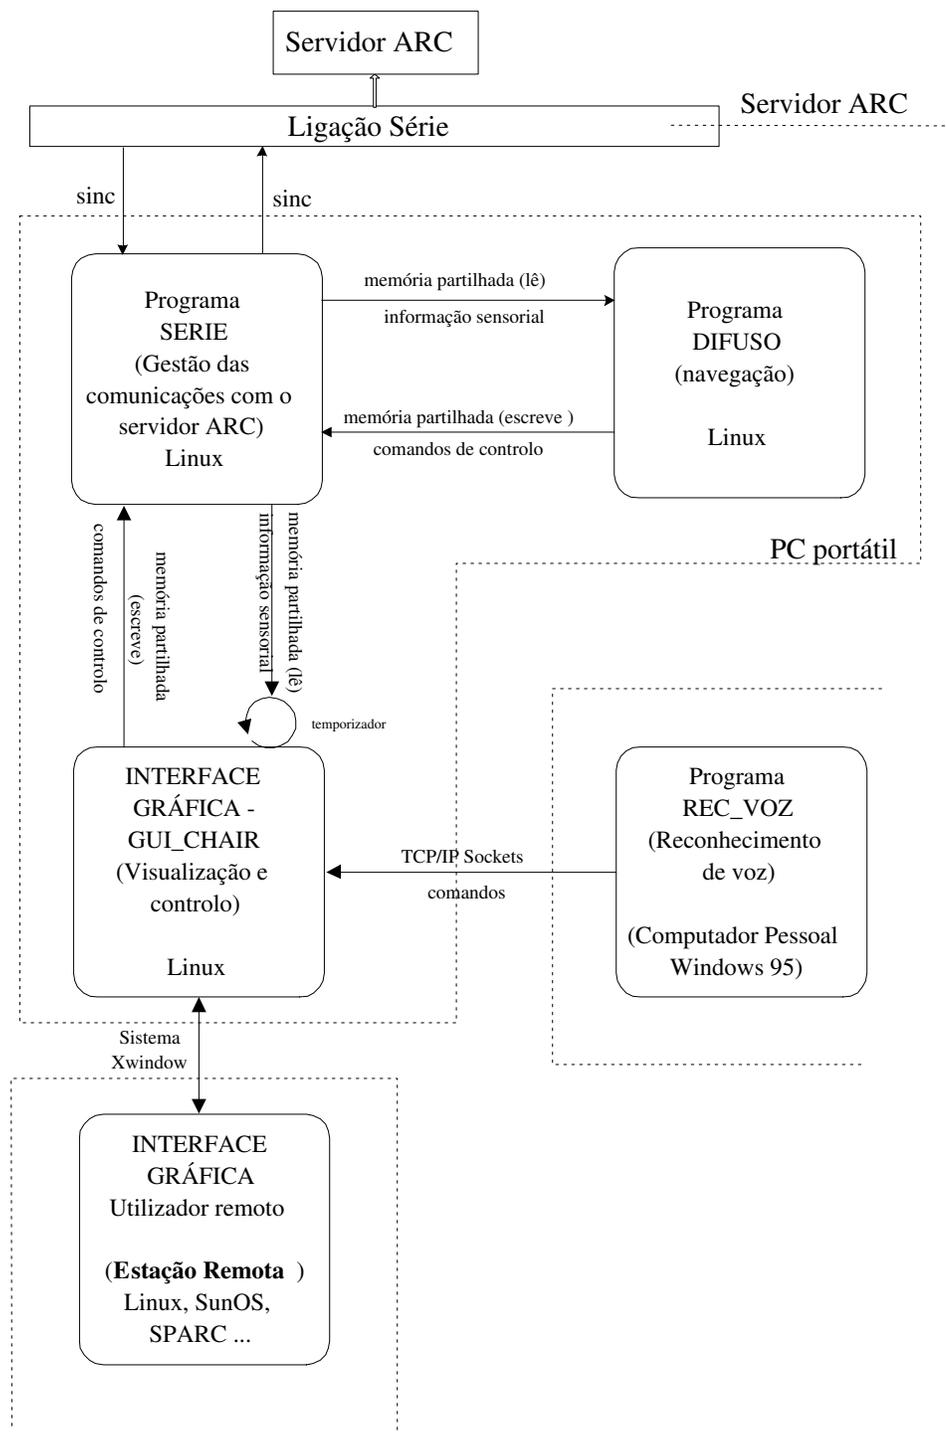 Servidor ARC
Servidor ARC
Ligação Série
sinc
sinc
Programa
SERIE
(Gestão das
comunicações com o
servidor ARC)
Linux
memória partilhada (lê)
informação sensorial
memória partilhada (escreve )
comandos de controlo
Programa
DIFUSO
(navegação)
Linux
PC portátil
comandos de controlo
(escreve)
memória partilhada
informação sensorial
memória partilhada (lê)
temporizador
INTERFACE
GRÁFICA -
GUI_CHAIR
(Visualização e
controlo)
Linux
TCP/IP Sockets
comandos
Programa
REC_VOZ
(Reconhecimento
de voz)
(Computador Pessoal
Windows 95)
Sistema
Xwindow
INTERFACE
GRÁFICA
Utilizador remoto
(Estação Remota )
Linux, SunOS,
SPARC ...